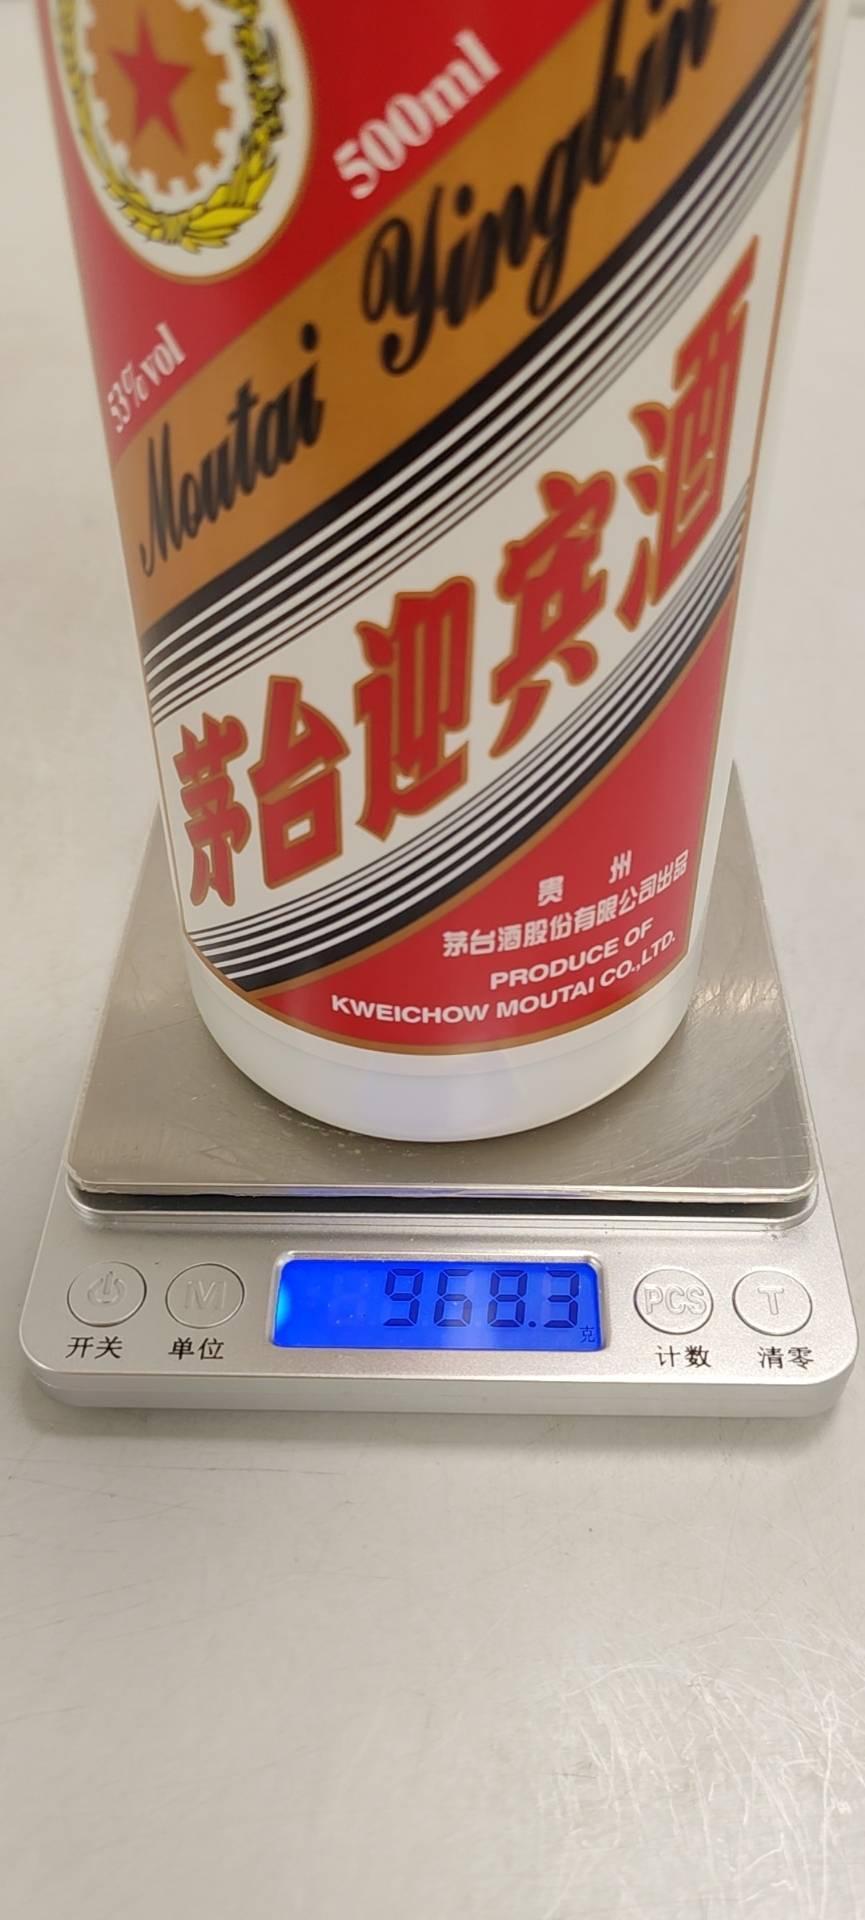 500ml
53%vol
Moutai Yingbin
茅台迎宾酒
贵州
茅台酒股份有限公司出品
PRODUCE OF
KWEICHOW MOUTAI CO.,LTD.
968.3
克
M
PCS
T
开关
单位
计数
清零